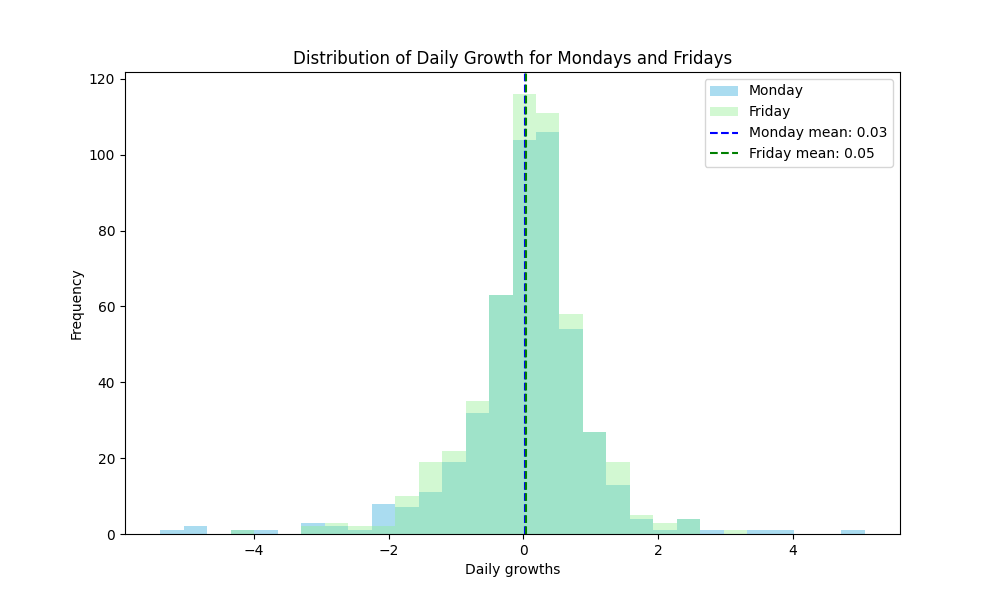 Distribution of Daily Growth for Mondays and Fridays
120
100
80
60
40
20
0
Frequency
−4
−2
0
2
4
Daily growths
Monday
Friday
Monday mean: 0.03
Friday mean: 0.05